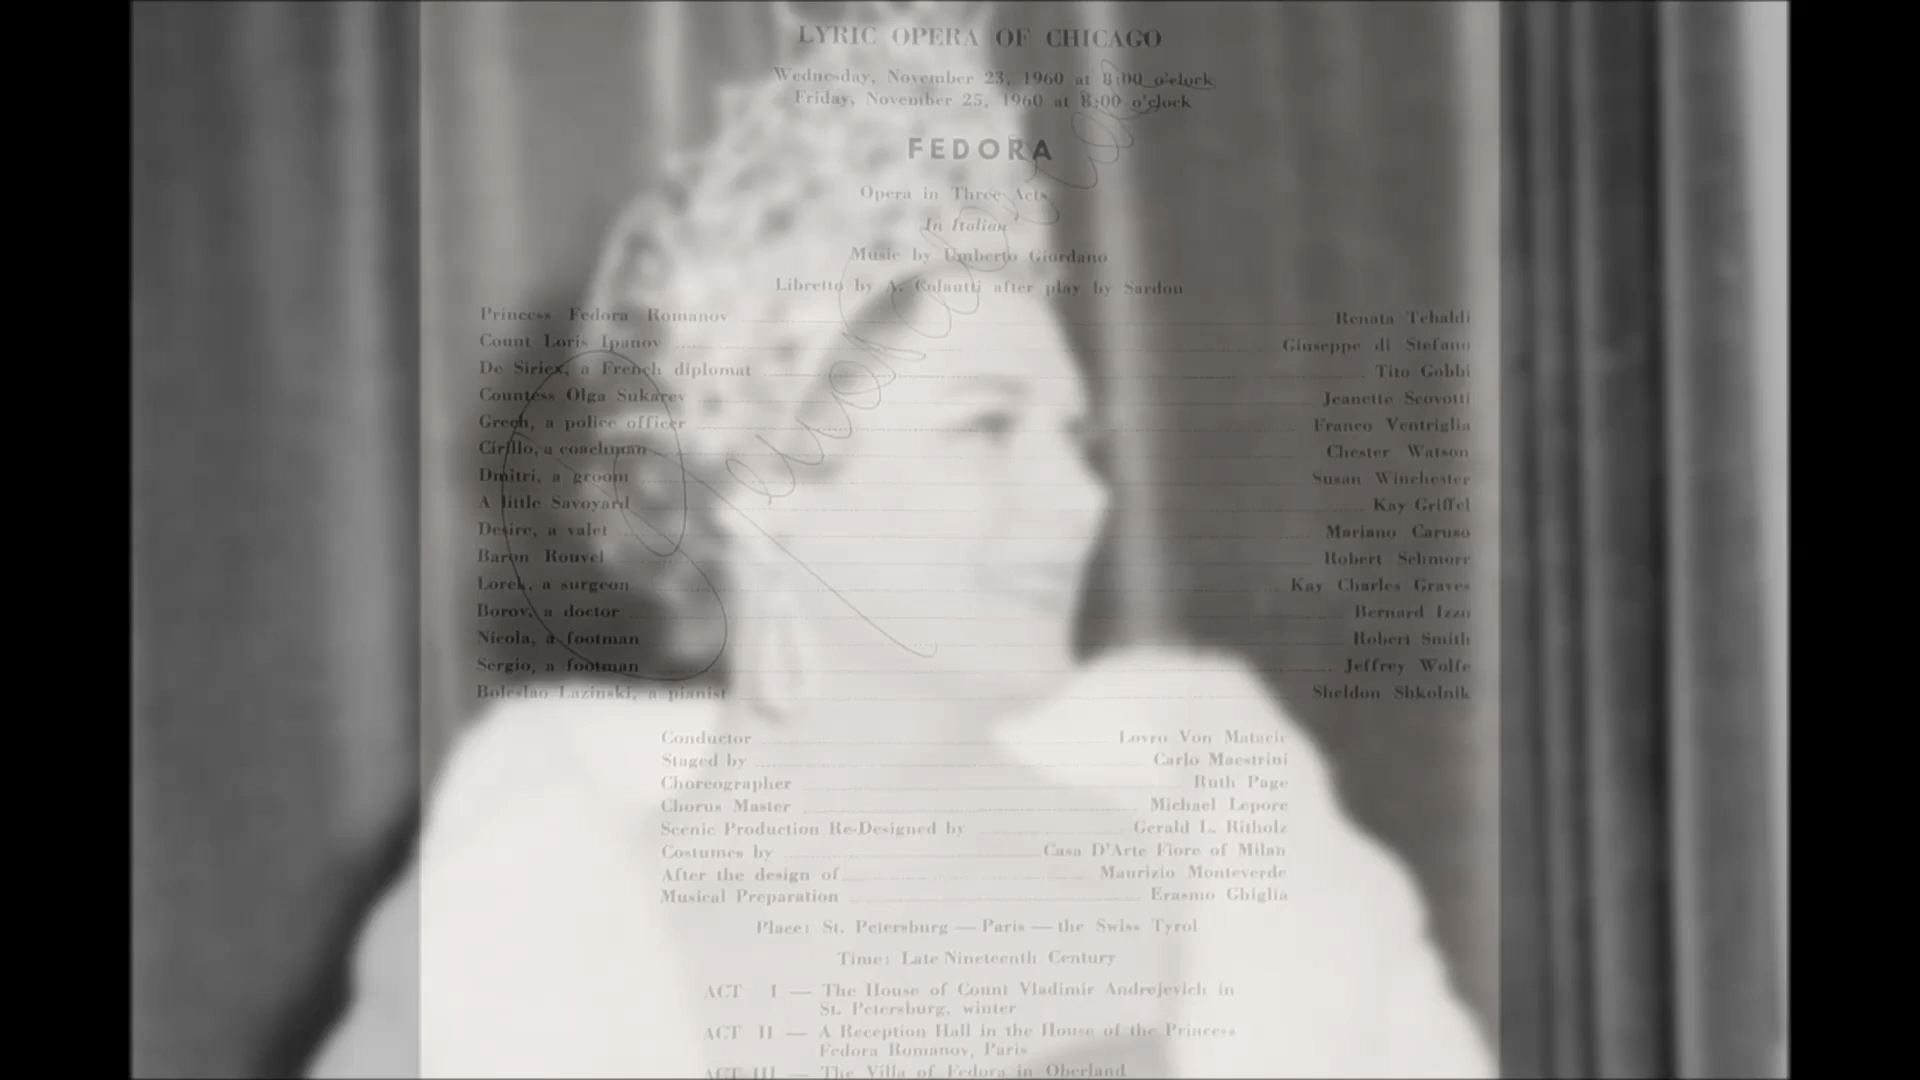 LYRIC OPERA OF CHICAGO
Wednesday, November 23, 1960 at 8:00 o'clock
Friday, November 25, 1960 at 8:00 o'clock
FEDORA
Opera in Three Acts
In Italian
Music by Umberto Giordano
Libretto by A. Colautti after play by Sardou
Princess Fedora Romanov Renata Tebaldi
Count Loris Ipanov Giuseppe di Stefano
De Siriex, a French diplomat Tito Gobbi
Countess Olga Sukarev Jeanette Scovotti
Grech, a police officer Franco Ventriglia
Cirillo, a coachman Chester Watson
Dmitri, a groom Susan Winchester
A little Savoyard Kay Griffel
Desire, a valet Mariano Caruso
Baron Rouvel Robert Schmorr
Lorek, a surgeon Kay Charles Graves
Borov, a doctor Bernard Izzo
Nicola, a footman Robert Smith
Sergio, a footman Jeffrey Wolfe
Boleslao Lazinski, a pianist Sheldon Shkolnik
Conductor Lovro Von Matacic
Staged by Carlo Maestrini
Choreographer Ruth Page
Chorus Master Michael Lepore
Scenic Production Re-Designed by Gerald L. Ritholz
Costumes by Casa D'Arte Fiore of Milan
After the design of Maurizio Monteverde
Musical Preparation Erasmo Ghiglia
Place: St. Petersburg — Paris — the Swiss Tyrol
Time: Late Nineteenth Century
ACT I — The House of Count Vladimir Andrejevich in
St. Petersburg, winter
ACT II — A Reception Hall in the House of the Princess
Fedora Romanov, Paris
ACT III — The Villa of Fedora in Oberland